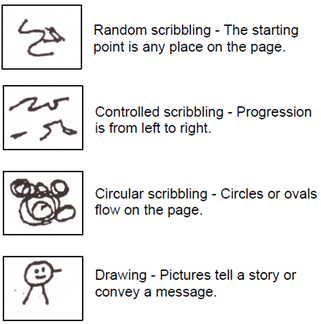 Random scribbling - The starting
point is any place on the page.
Controlled scribbling - Progression
is from left to right.
Circular scribbling - Circles or ovals
flow on the page.
Drawing - Pictures tell a story or
convey a message.